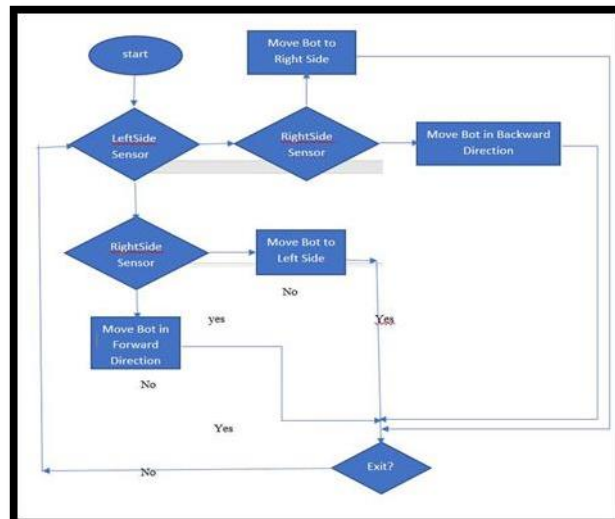 start
Move Bot to
Right Side
LeftSide
Sensor
RightSide
Sensor
Move Bot in Backward
Direction
RightSide
Sensor
Move Bot to
Left Side
No
yes
Yes
Move Bot in
Forward
Direction
No
Yes
No
Exit?